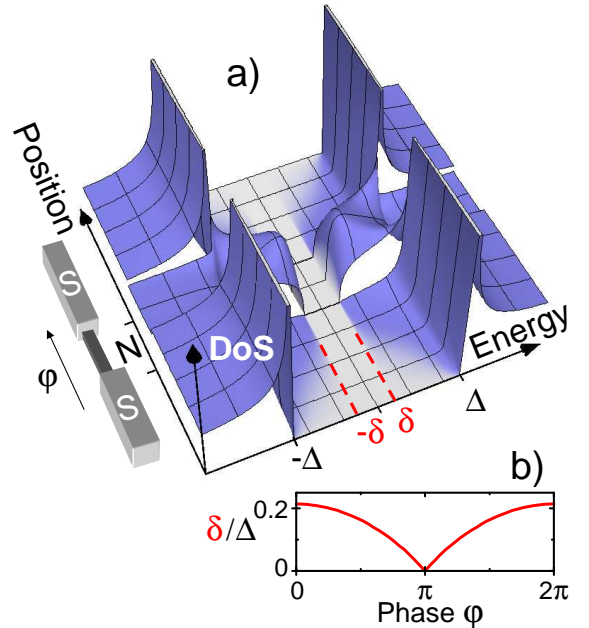 a)
Position
S
N
S
φ
DoS
Energy
-Δ
-δ
δ
Δ
b)
δ/Δ
0.2
0
0
π
2π
Phase φ